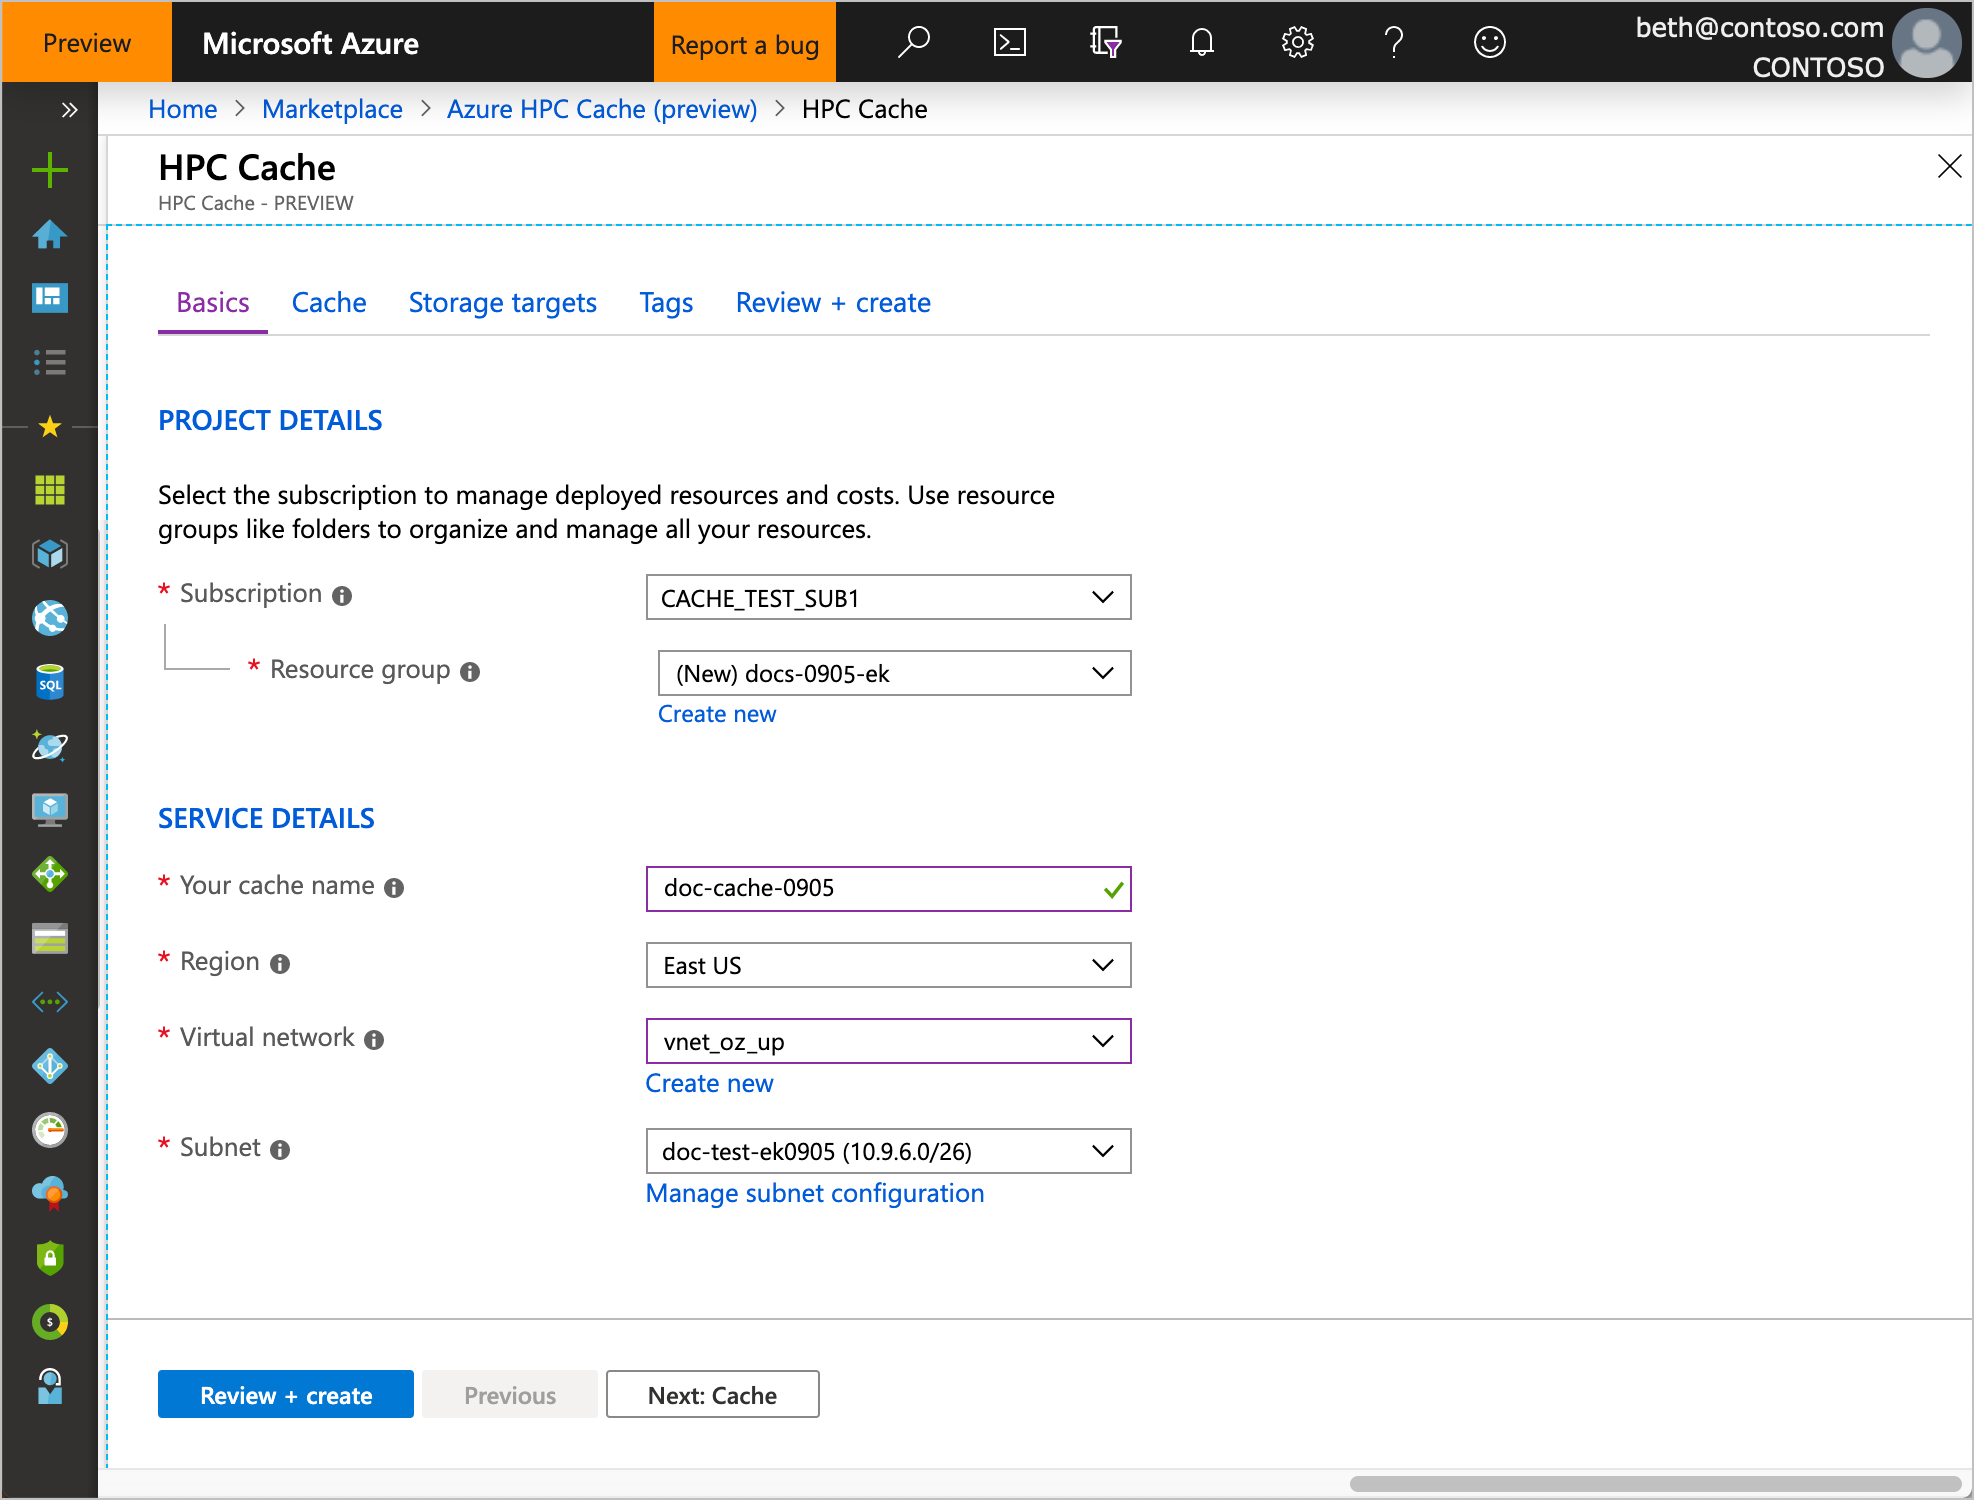 Preview
Microsoft Azure
Report a bug
beth@contoso.com
CONTOSO
Home > Marketplace > Azure HPC Cache (preview) > HPC Cache
HPC Cache
HPC Cache - PREVIEW
Basics Cache Storage targets Tags Review + create
PROJECT DETAILS
Select the subscription to manage deployed resources and costs. Use resource
groups like folders to organize and manage all your resources.
* Subscription
CACHE_TEST_SUB1
* Resource group
(New) docs-0905-ek
Create new
SERVICE DETAILS
* Your cache name
doc-cache-0905
* Region
East US
* Virtual network
vnet_oz_up
Create new
* Subnet
doc-test-ek0905 (10.9.6.0/26)
Manage subnet configuration
SQL
$
Review + create
Previous
Next: Cache